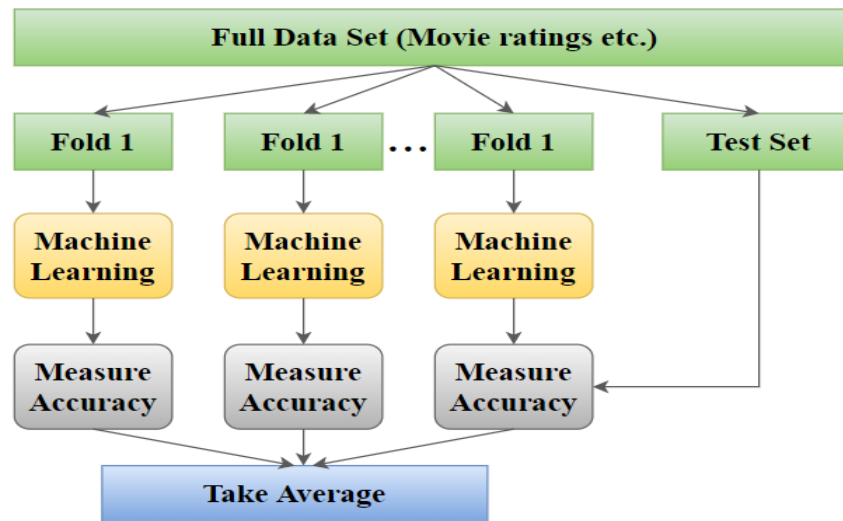 Full Data Set (Movie ratings etc.)
Fold 1
Fold 1
...
Fold 1
Test Set
Machine
Learning
Machine
Learning
Machine
Learning
Measure
Accuracy
Measure
Accuracy
Measure
Accuracy
Take Average